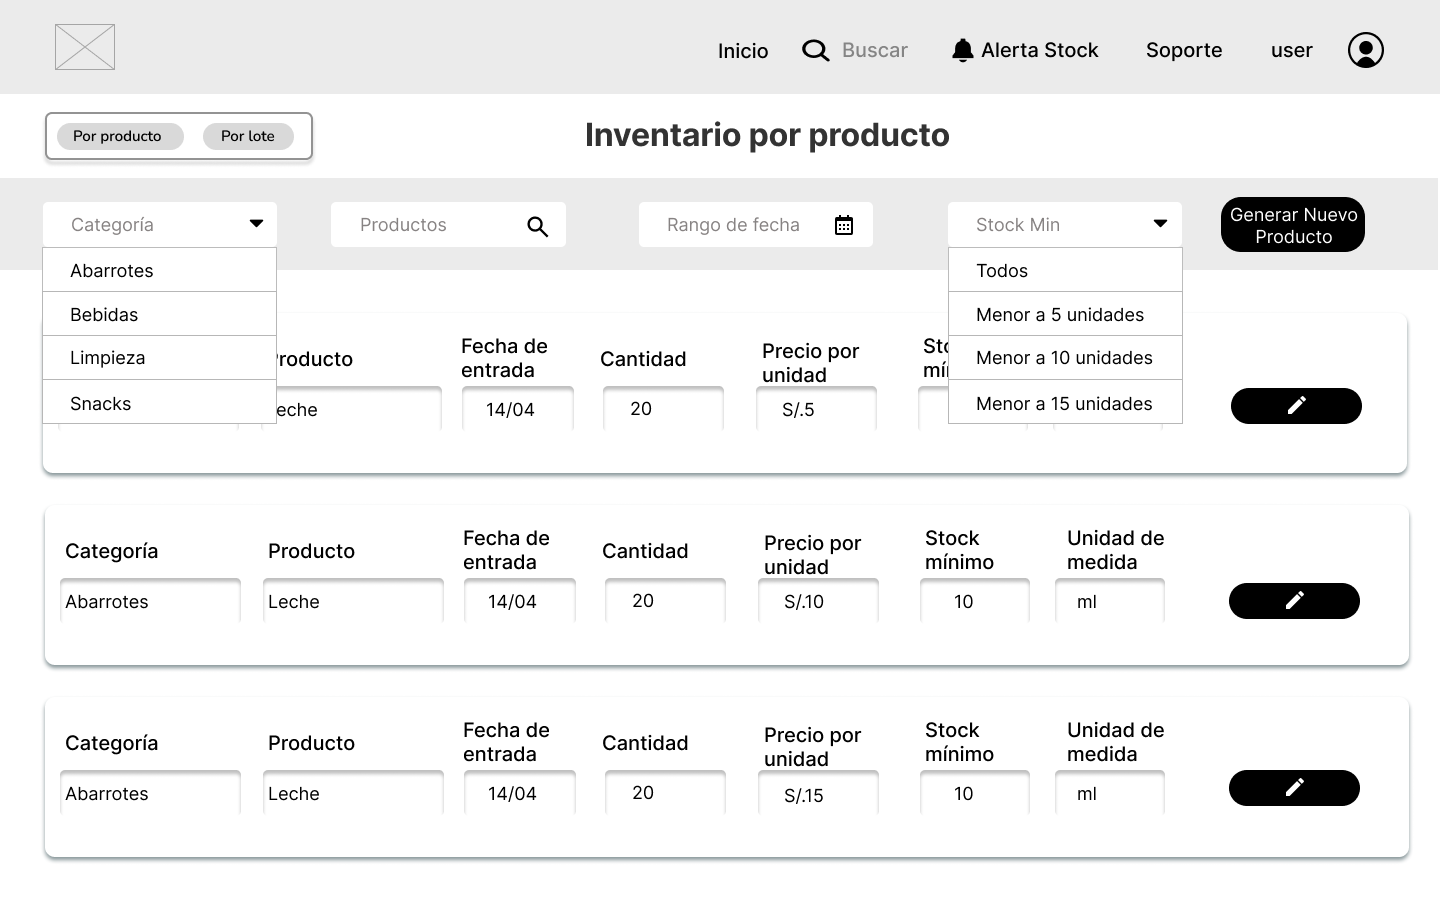 Inicio
Buscar
Alerta Stock
Soporte
user
Por producto
Por lote
Inventario por producto
Categoría
Productos
Rango de fecha
Stock Min
Generar Nuevo
Producto
Abarrotes
Bebidas
Limpieza
Snacks
Todos
Menor a 5 unidades
Menor a 10 unidades
Menor a 15 unidades
roducto
Fecha de
entrada
Cantidad
Precio por
unidad
eche
14/04
20
S/.5
Categoría
Producto
Fecha de
entrada
Cantidad
Precio por
unidad
Stock
mínimo
Unidad de
medida
Abarrotes
Leche
14/04
20
S/.10
10
ml
Categoría
Producto
Fecha de
entrada
Cantidad
Precio por
unidad
Stock
mínimo
Unidad de
medida
Abarrotes
Leche
14/04
20
S/.15
10
ml